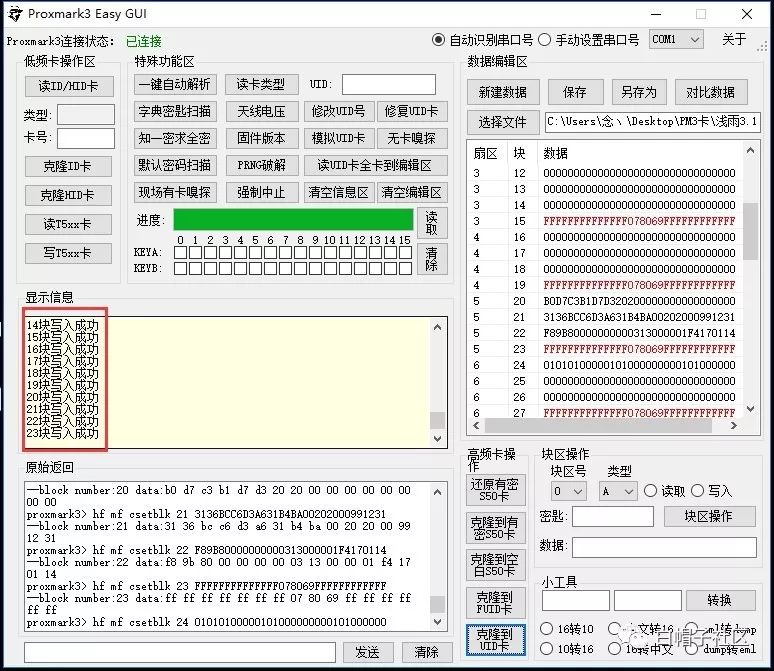 Proxmark3 Easy GUI
Proxmark3连接状态： 已连接
自动识别串口号 手动设置串口号 COM1 关于
低频卡操作区
读ID/HID卡
类型：
卡号：
克隆ID卡
克隆HID卡
读T5xx卡
写T5xx卡
特殊功能区
一键自动解析 读卡类型 UID:
字典密匙扫描 天线电压 修改UID号 修复UID卡
知一密求全密 固件版本 模拟UID卡 无卡嗅探
默认密码扫描 PRNG破解 读UID卡全卡到编辑区
现场有卡嗅探 强制中止 清空信息区 清空编辑区
进度： 读取
0 1 2 3 4 5 6 7 8 9 10 11 12 13 14 15
KEYA:
KEYB:
清除
数据编辑区
新建数据 保存 另存为 对比数据
选择文件 C:\Users\念丶\Desktop\PM3卡\浅雨3.1
扇区 块 数据
3 12 00000000000000000000000000000000
3 13 00000000000000000000000000000000
3 14 00000000000000000000000000000000
3 15 FFFFFFFFFFFFFF078069FFFFFFFFFFFF
4 16 00000000000000000000000000000000
4 17 00000000000000000000000000000000
4 18 00000000000000000000000000000000
4 19 FFFFFFFFFFFFFF078069FFFFFFFFFFFF
5 20 B0D7C3B1D7D320200000000000000000
5 21 3136BCC6D3A631B4BA00202000991231
5 22 F89B80000000000313000001F4170114
5 23 FFFFFFFFFFFFFF078069FFFFFFFFFFFF
6 24 01010100000101000000000101000000
6 25 00000000000000000000000000000000
6 26 00000000000000000000000000000000
6 27 FFFFFFFFFFFFFF078069FFFFFFFFFFFF
显示信息
14块写入成功
15块写入成功
16块写入成功
17块写入成功
18块写入成功
19块写入成功
20块写入成功
21块写入成功
22块写入成功
23块写入成功
原始返回
--block number:20 data:b0 d7 c3 b1 d7 d3 20 20 00 00 00 00 00 00
00 00
proxmark3> hf mf csetblk 21 3136BCC6D3A631B4BA00202000991231
--block number:21 data:31 36 bc c6 d3 a6 31 b4 ba 00 20 20 00 99
12 31
proxmark3> hf mf csetblk 22 F89B80000000000313000001F4170114
--block number:22 data:f8 9b 80 00 00 00 00 03 13 00 00 01 f4 17
01 14
proxmark3> hf mf csetblk 23 FFFFFFFFFFFFFF078069FFFFFFFFFFFF
--block number:23 data:ff ff ff ff ff ff ff 07 80 69 ff ff ff ff
ff ff
proxmark3> hf mf csetblk 24 01010100000101000000000101000000
发送 清除
高频卡操作
还原有密S50卡
克隆到有密S50卡
克隆到空白S50卡
克隆到FUID卡
克隆到UID卡
块区操作
块区号 类型
0 A 读取 写入
密匙： 块区操作
数据：
小工具
转换
16转10 中文转16 eml转dump
10转16 16转中文 dump转eml
白帽子社区